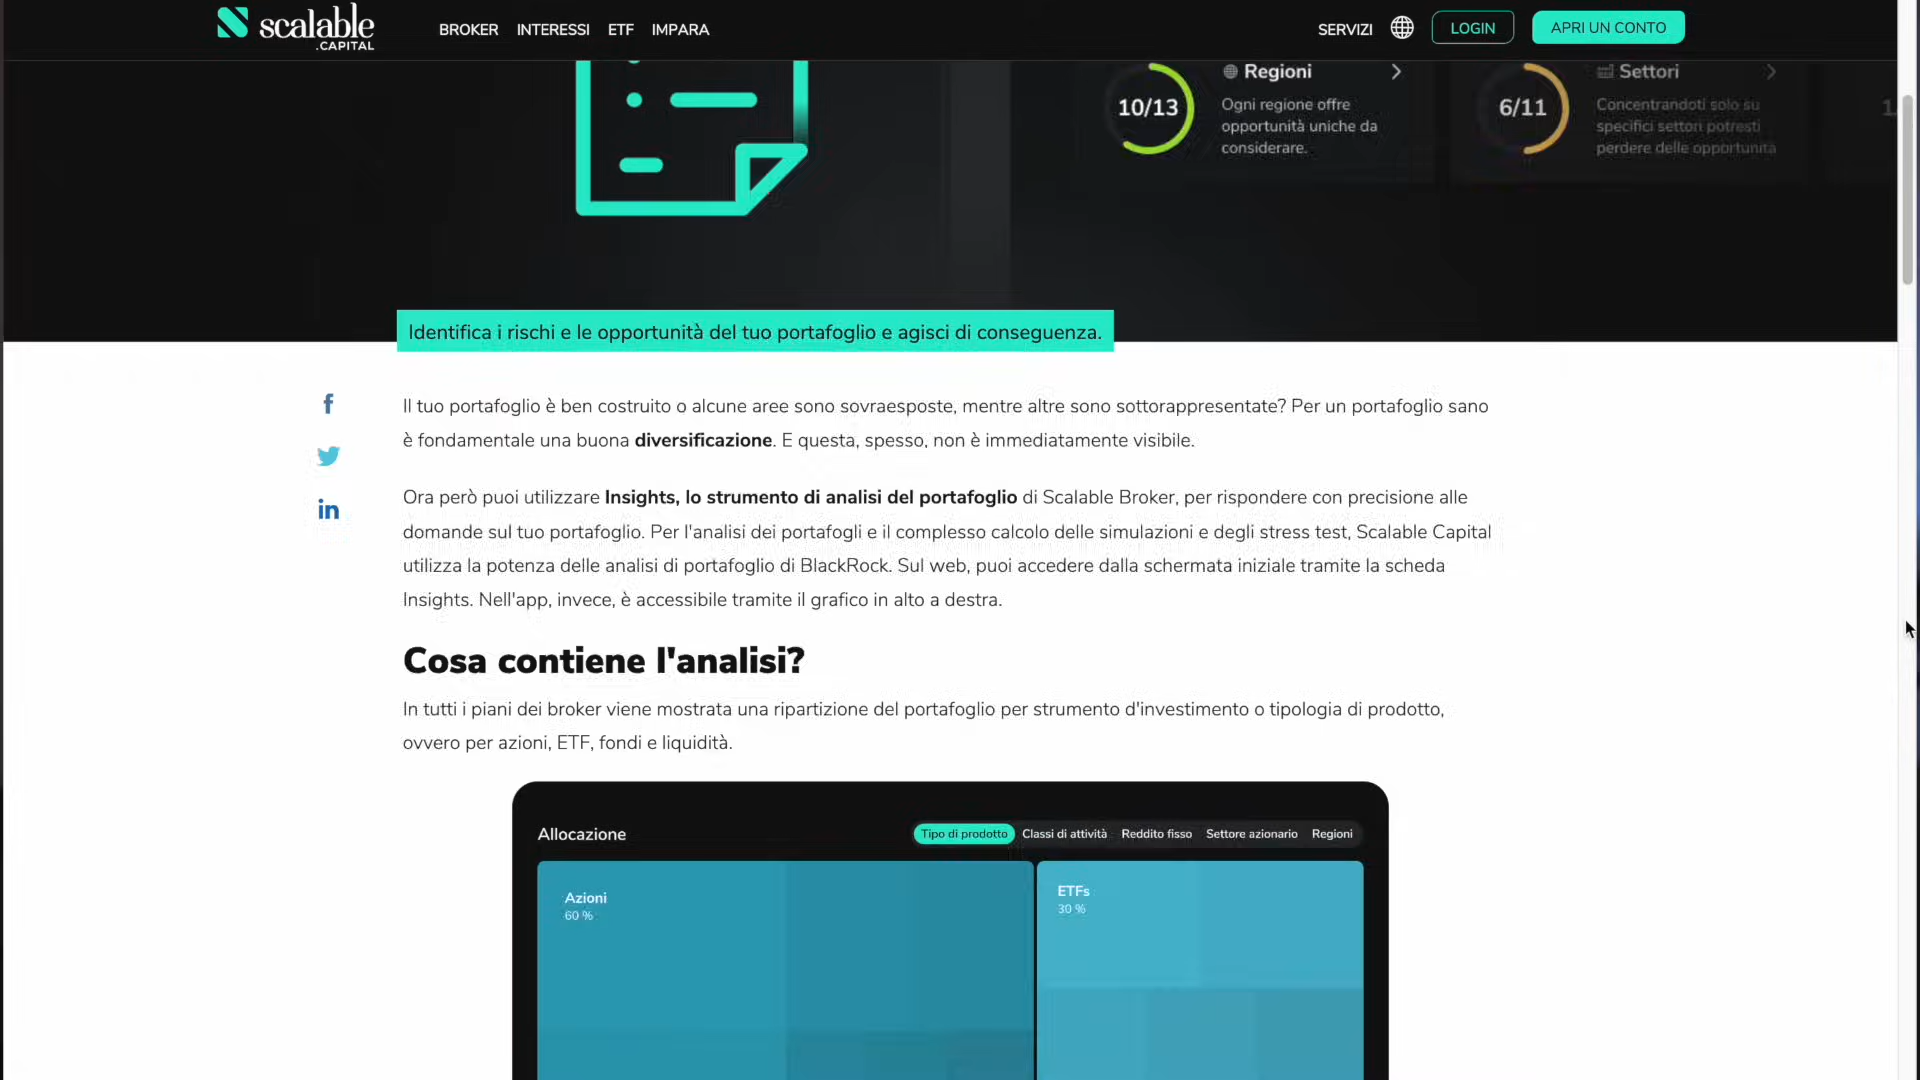 scalable
.CAPITAL
BROKER INTERESSI ETF IMPARA
SERVIZI
LOGIN
APRI UN CONTO
10/13
Regioni
Ogni regione offre
opportunità uniche da
considerare.
6/11
Settori
Concentrandoti solo su
specifici settori potresti
perdere delle opportunità
Identifica i rischi e le opportunità del tuo portafoglio e agisci di conseguenza.
Il tuo portafoglio è ben costruito o alcune aree sono sovraesposte, mentre altre sono sottorappresentate? Per un portafoglio sano
è fondamentale una buona diversificazione. E questa, spesso, non è immediatamente visibile.
Ora però puoi utilizzare Insights, lo strumento di analisi del portafoglio di Scalable Broker, per rispondere con precisione alle
domande sul tuo portafoglio. Per l'analisi dei portafogli e il complesso calcolo delle simulazioni e degli stress test, Scalable Capital
utilizza la potenza delle analisi di portafoglio di BlackRock. Sul web, puoi accedere dalla schermata iniziale tramite la scheda
Insights. Nell'app, invece, è accessibile tramite il grafico in alto a destra.
Cosa contiene l'analisi?
In tutti i piani dei broker viene mostrata una ripartizione del portafoglio per strumento d'investimento o tipologia di prodotto,
ovvero per azioni, ETF, fondi e liquidità.
Allocazione
Tipo di prodotto Classi di attività Reddito fisso Settore azionario Regioni
Azioni
60 %
ETFs
30 %